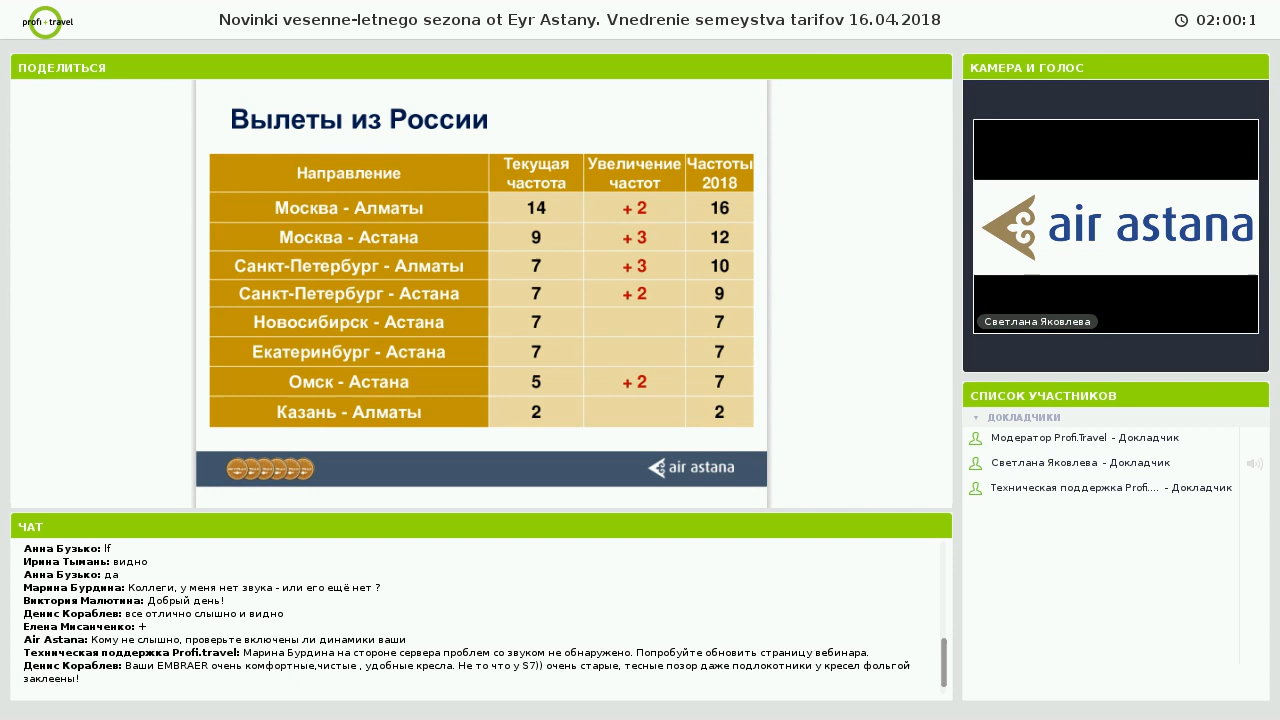 profi + travel
Novinki vesenne-letnego sezona ot Eyr Astany. Vnedrenie semeystva tarifov 16.04.2018
02:00:1
ПОДЕЛИТЬСЯ
Вылеты из России
Направление Текущая частота Увеличение частот Частоты 2018
Москва - Алматы 14 + 2 16
Москва - Астана 9 + 3 12
Санкт-Петербург - Алматы 7 + 3 10
Санкт-Петербург - Астана 7 + 2 9
Новосибирск - Астана 7 7
Екатеринбург - Астана 7 7
Омск - Астана 5 + 2 7
Казань - Алматы 2 2
air astana
ЧАТ
Анна Бузько: lf
Ирина Тымань: видно
Анна Бузько: да
Марина Бурдина: Коллеги, у меня нет звука - или его ещё нет ?
Виктория Малютина: Добрый день!
Денис Кораблев: все отлично слышно и видно
Елена Мисанченко: +
Air Astana: Кому не слышно, проверьте включены ли динамики ваши
Техническая поддержка Profi.travel: Марина Бурдина на стороне сервера проблем со звуком не обнаружено. Попробуйте обновить страницу вебинара.
Денис Кораблев: Ваши EMBRAER очень комфортные,чистые , удобные кресла. Не то что у S7)) очень старые, тесные позор даже подлокотники у кресел фольгой
заклеены!
КАМЕРА И ГОЛОС
air astana
Светлана Яковлева
СПИСОК УЧАСТНИКОВ
ДОКЛАДЧИКИ
Модератор Profi.Travel - Докладчик
Светлана Яковлева - Докладчик
Техническая поддержка Profi.... - Докладчик